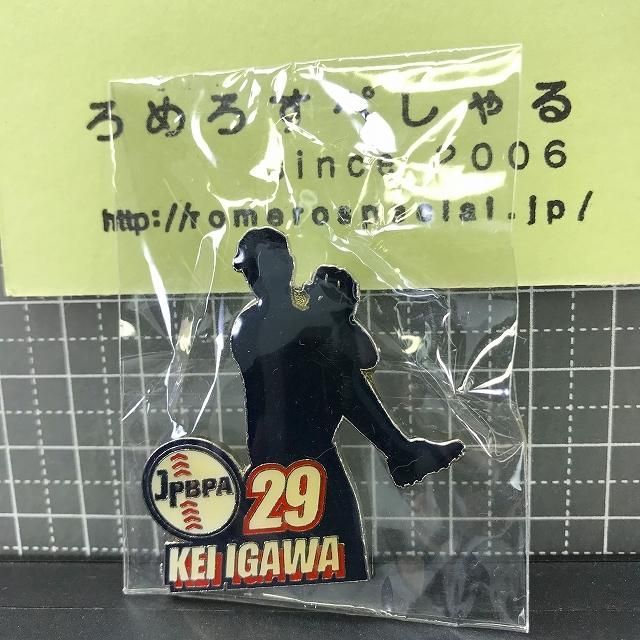 ろめろすぺしゃる
since 2006
http://romerospecial.jp/
JPBPA
29
KEI IGAWA